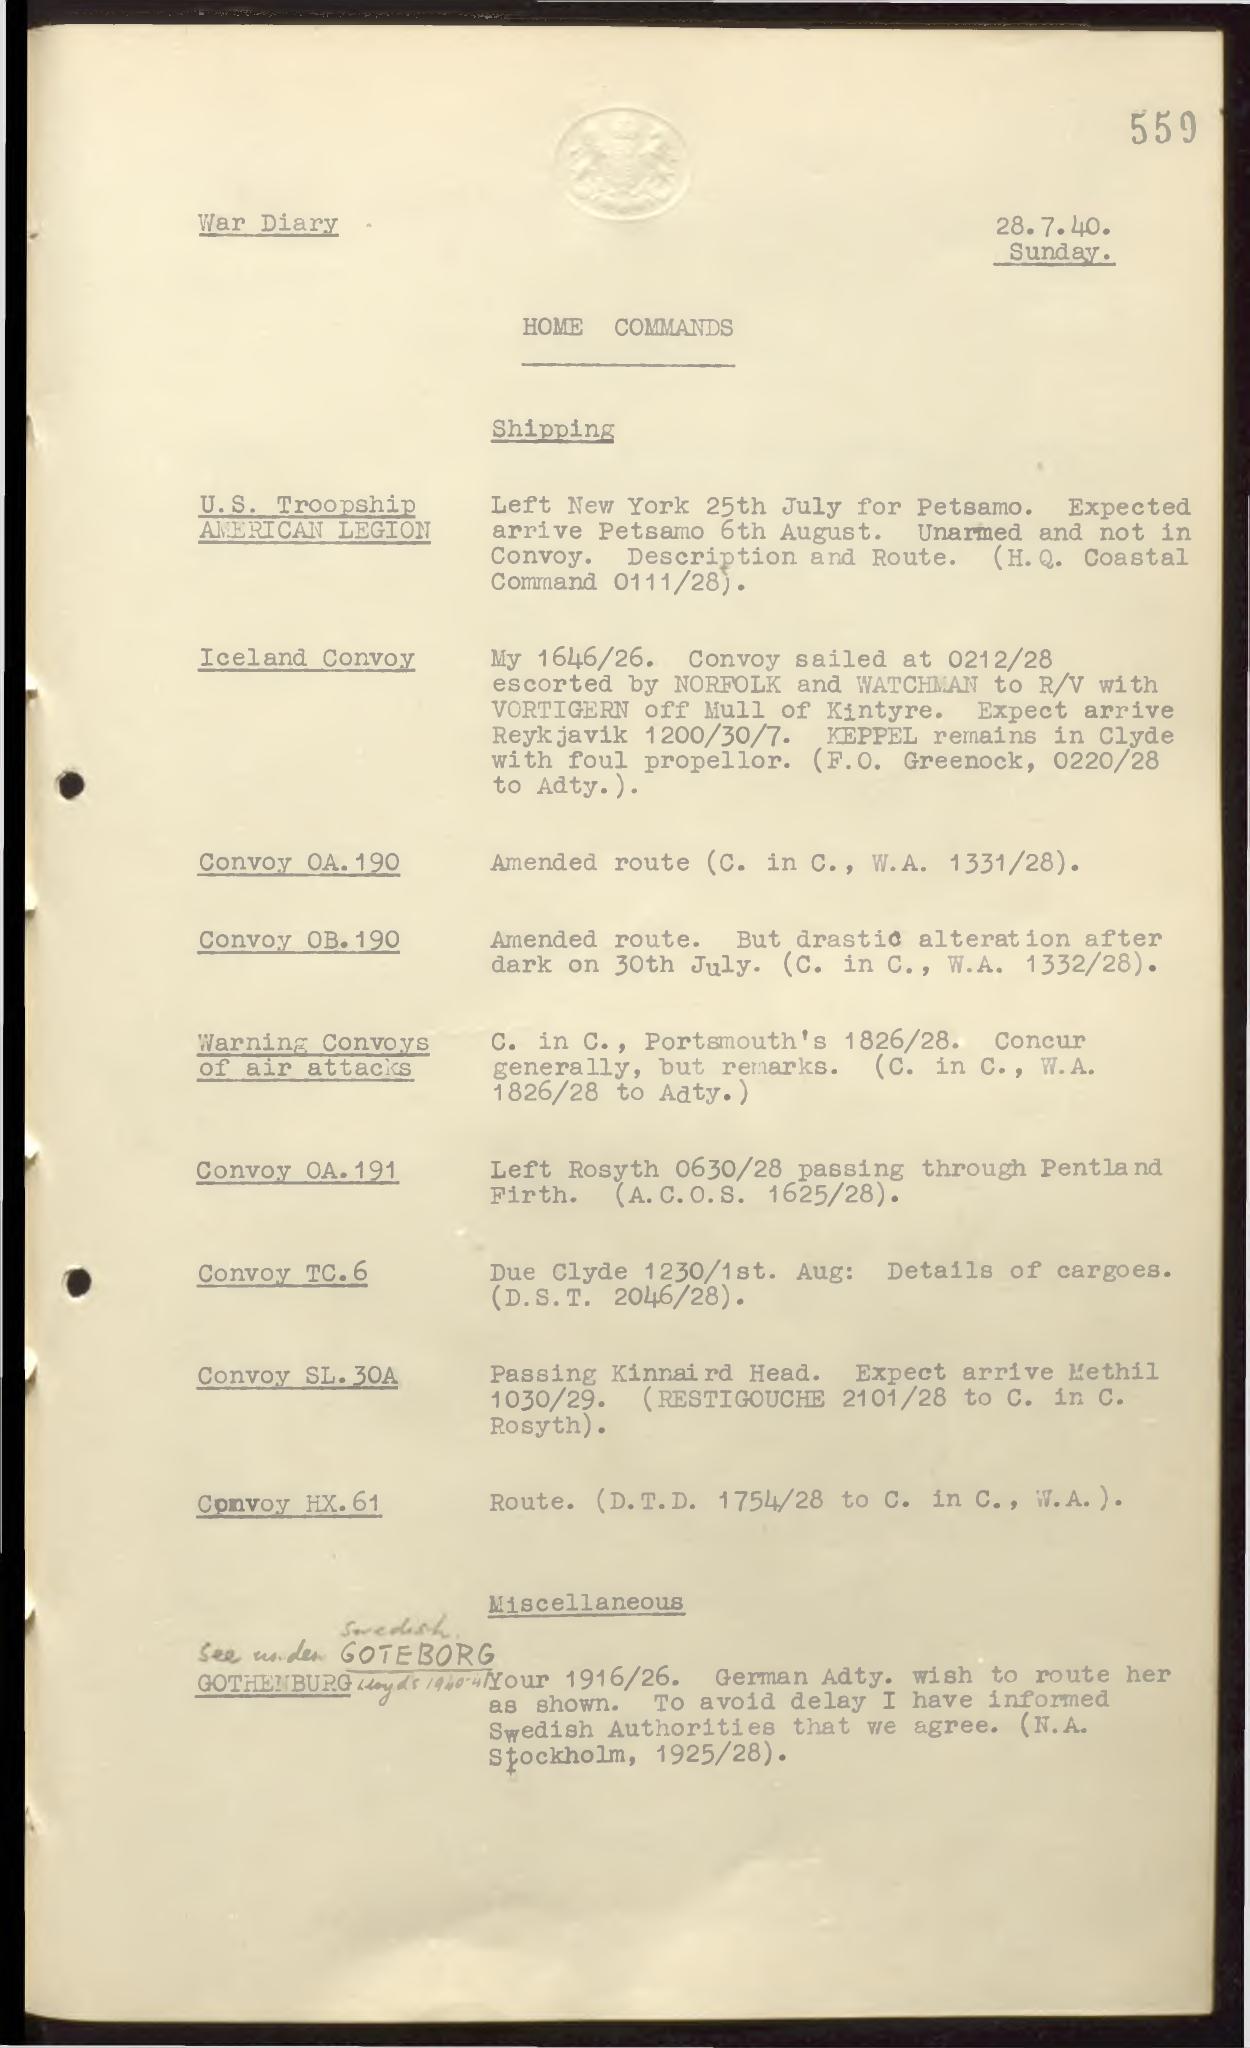 559
War Diary
28.7.40.
Sunday.
HOME COMMANDS
Shipping
U.S. Troopship
AMERICAN LEGION
Left New York 25th July for Petsamo. Expected
arrive Petsamo 6th August. Unarmed and not in
Convoy. Description and Route. (H.Q. Coastal
Command 0111/28).
Iceland Convoy
My 1646/26. Convoy sailed at 0212/28
escorted by NORFOLK and WATCHMAN to R/V with
VORTIGERN off Mull of Kintyre. Expect arrive
Reykjavik 1200/30/7. KEPPEL remains in Clyde
with foul propellor. (F.O. Greenock, 0220/28
to Adty.).
Convoy OA.190
Amended route (C. in C., W.A. 1331/28).
Convoy OB.190
Amended route. But drastic alteration after
dark on 30th July. (C. in C., W.A. 1332/28).
Warning Convoys
of air attacks
C. in C., Portsmouth's 1826/28. Concur
generally, but remarks. (C. in C., W.A.
1826/28 to Adty.)
Convoy OA.191
Left Rosyth 0630/28 passing through Pentland
Firth. (A.C.O.S. 1625/28).
Convoy TC.6
Due Clyde 1230/1st. Aug: Details of cargoes.
(D.S.T. 2046/28).
Convoy SL.30A
Passing Kinnaird Head. Expect arrive Methil
1030/29. (RESTIGOUCHE 2101/28 to C. in C.
Rosyth).
Convoy HX.61
Route. (D.T.D. 1754/28 to C. in C., W.A.).
Miscellaneous
Swedish
See under GOTEBORG
GOTHENBURG Lloyds 1940-41
Your 1916/26. German Adty. wish to route her
as shown. To avoid delay I have informed
Swedish Authorities that we agree. (N.A.
Stockholm, 1925/28).